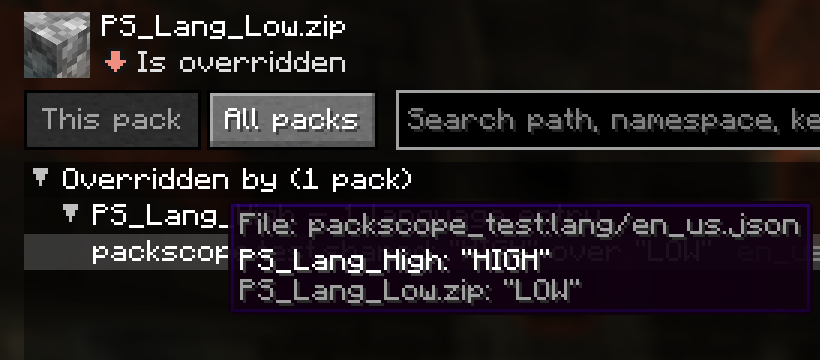 PS_Lang_Low.zip
Is overridden
This pack
All packs
Search path, namespace, ke
Overridden by (1 pack)
PS_Lang_
packscop
File: packscope_test:lang/en_us.json
PS_Lang_High: "HIGH"
PS_Lang_Low.zip: "LOW"